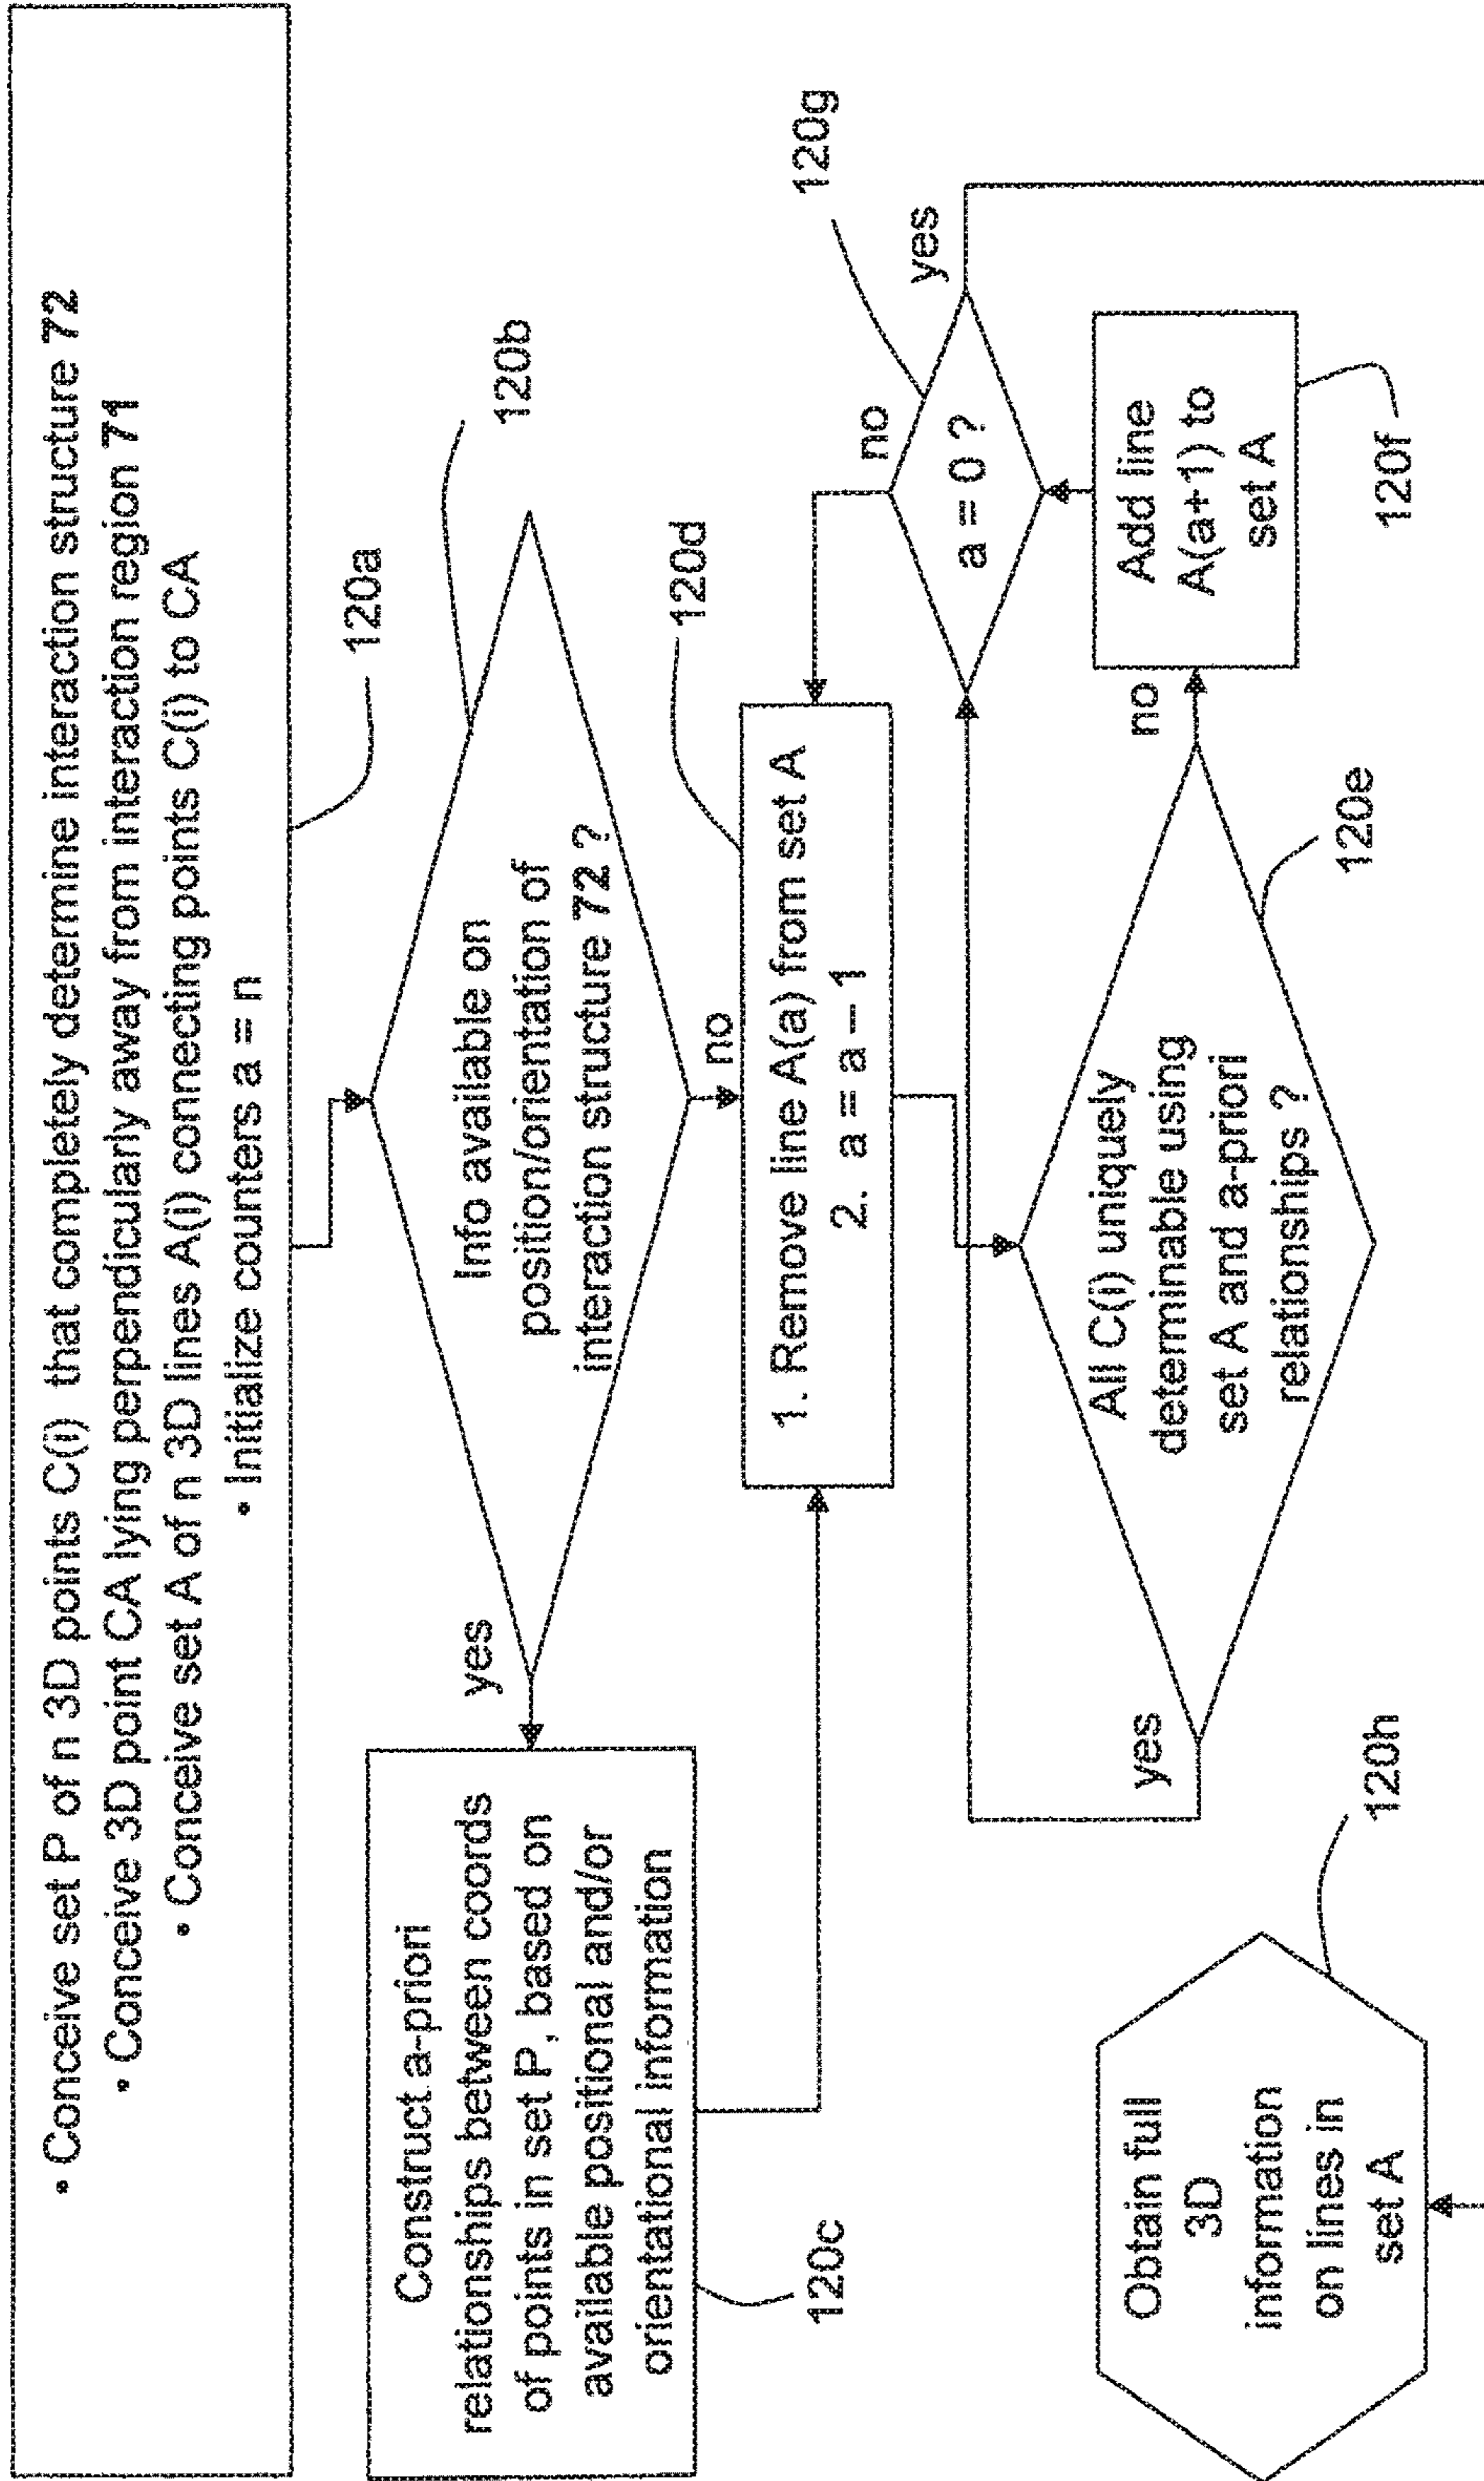 • Conceive set P of n 3D points C(i) that completely determine interaction structure 72
• Conceive 3D point CA lying perpendicularly away from interaction region 71
• Conceive set A of n 3D lines A(i) connecting points C(i) to CA
• Initialize counters a = n
120a
Info available on
position/orientation of
interaction structure 72 ?
120b
yes
no
Construct a-priori
relationships between coords
of points in set P, based on
available positional and/or
orientational information
120c
1. Remove line A(a) from set A
2. a = a – 1
120d
All C(i) uniquely
determinable using
set A and a-priori
relationships ?
120e
yes
no
Add line
A(a+1) to
set A
120f
a = 0 ?
120g
no
yes
Obtain full
3D
information
on lines in
set A
120h